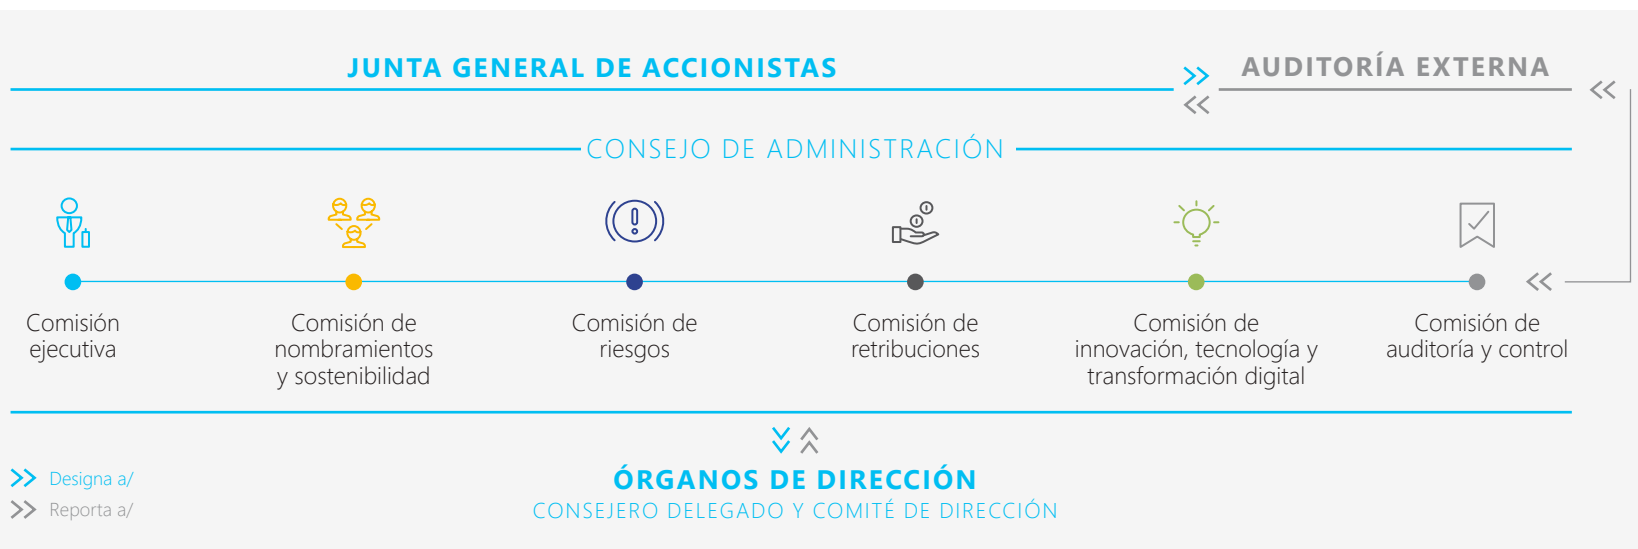 JUNTA GENERAL DE ACCIONISTAS
AUDITORÍA EXTERNA
CONSEJO DE ADMINISTRACIÓN
Comisión
ejecutiva
Comisión de
nombramientos
y sostenibilidad
Comisión de
riesgos
Comisión de
retribuciones
Comisión de
innovación, tecnología y
transformación digital
Comisión de
auditoría y control
Designa a/
Reporta a/
ÓRGANOS DE DIRECCIÓN
CONSEJERO DELEGADO Y COMITÉ DE DIRECCIÓN